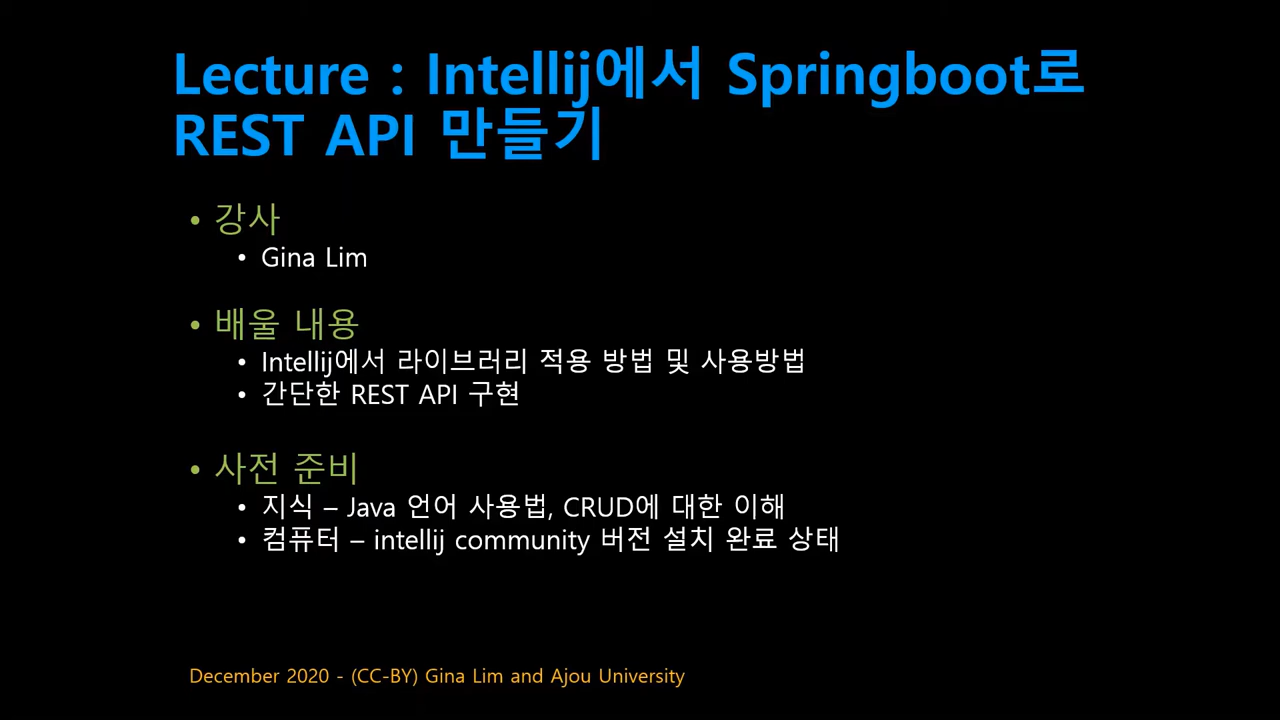 Lecture : Intellij에서 Springboot로
REST API 만들기
• 강사
• Gina Lim
• 배울 내용
• Intellij에서 라이브러리 적용 방법 및 사용방법
• 간단한 REST API 구현
• 사전 준비
• 지식 – Java 언어 사용법, CRUD에 대한 이해
• 컴퓨터 – intellij community 버전 설치 완료 상태
December 2020 - (CC-BY) Gina Lim and Ajou University